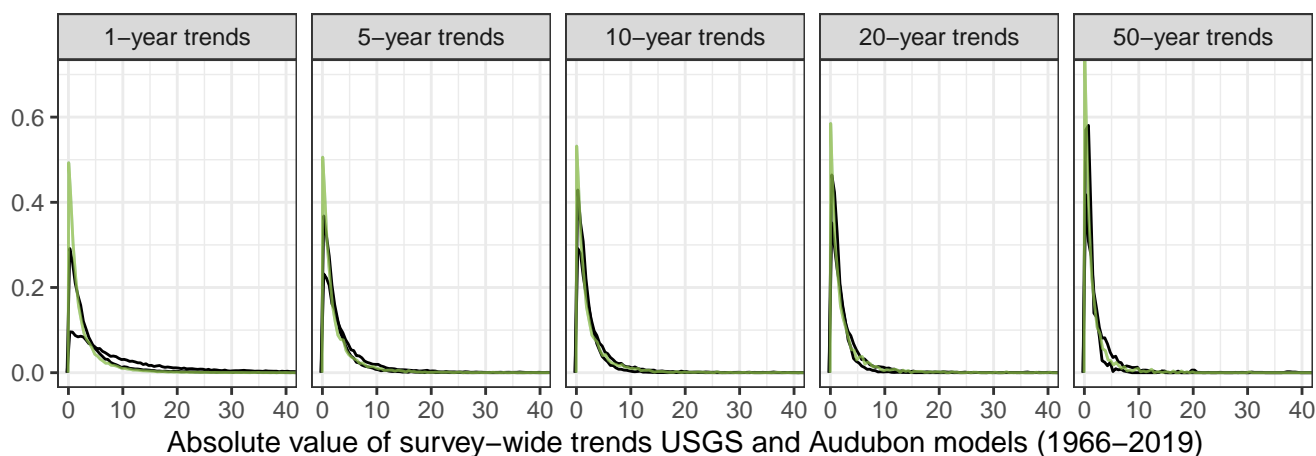 1−year trends 5−year trends 10−year trends 20−year trends 50−year trends
0.6
0.4
0.2
0.0
0 10 20 30 40 0 10 20 30 40 0 10 20 30 40 0 10 20 30 40 0 10 20 30 40
Absolute value of survey−wide trends USGS and Audubon models (1966−2019)